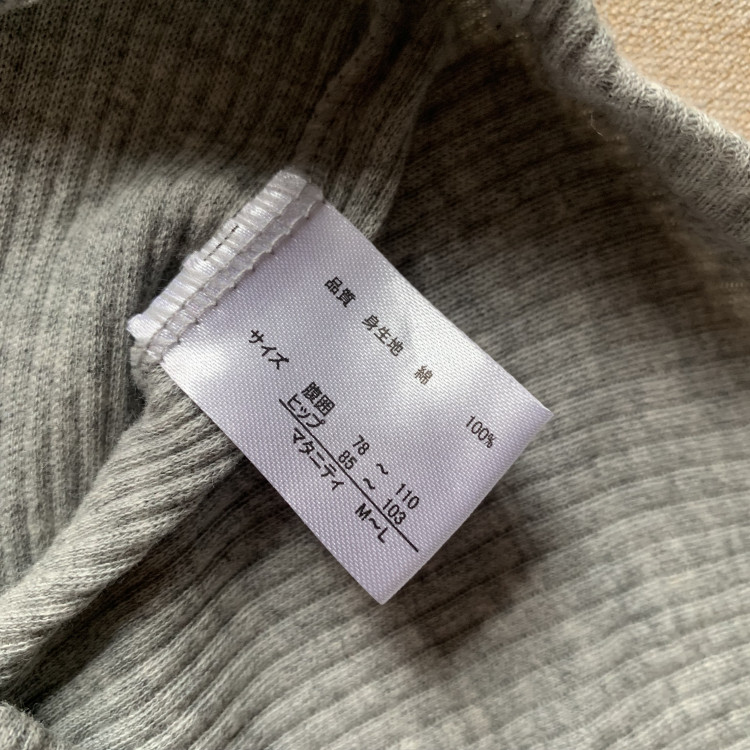 品質 身生地 綿 100%
サイズ
腹囲 78 ～ 110
ヒップ 85 ～ 103
マタニティ M～L